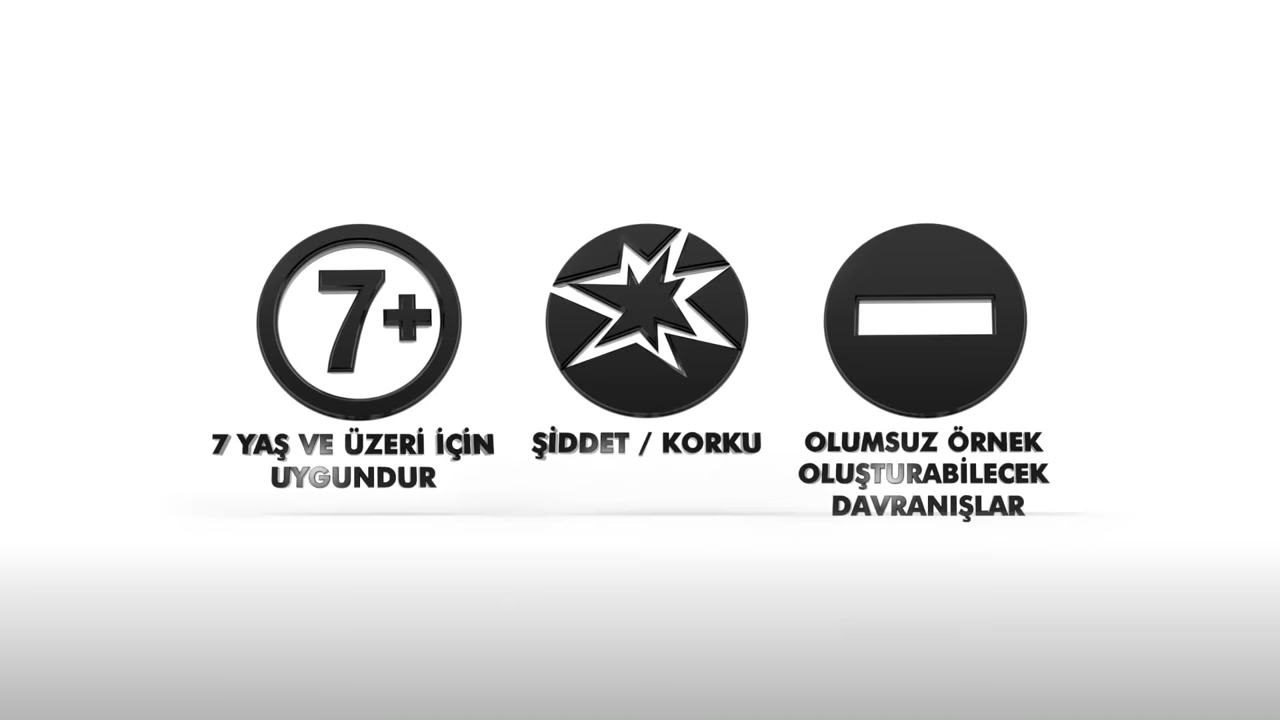 7+
7 YAŞ VE ÜZERİ İÇİN
UYGUNDUR
ŞİDDET / KORKU
OLUMSUZ ÖRNEK
OLUŞTURABİLECEK
DAVRANIŞLAR